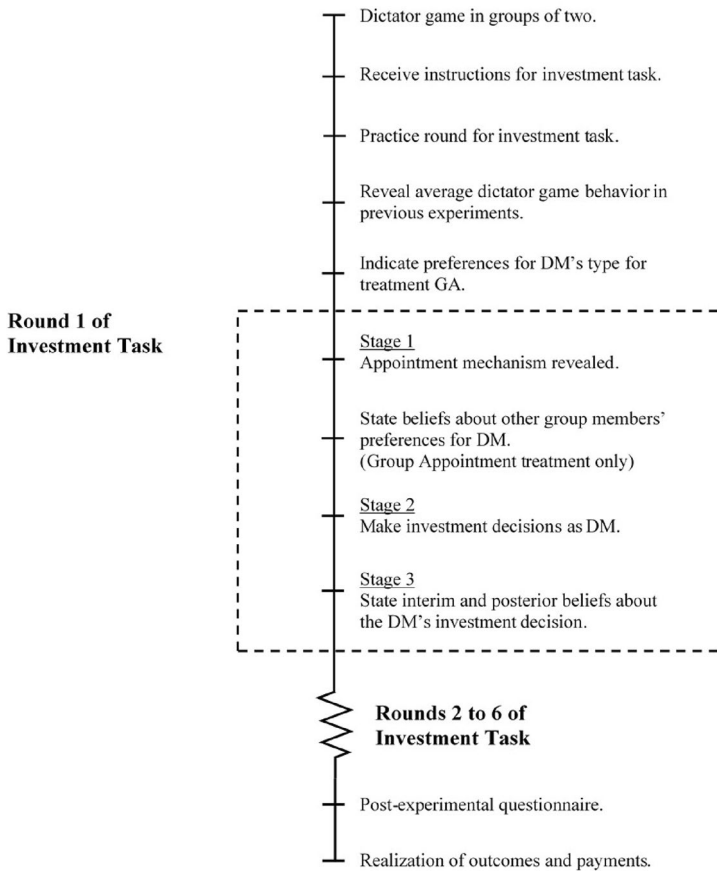 Dictator game in groups of two.
Receive instructions for investment task.
Practice round for investment task.
Reveal average dictator game behavior in
previous experiments.
Indicate preferences for DM's type for
treatment GA.
Round 1 of
Investment Task
Stage 1
Appointment mechanism revealed.
State beliefs about other group members'
preferences for DM.
(Group Appointment treatment only)
Stage 2
Make investment decisions as DM.
Stage 3
State interim and posterior beliefs about
the DM's investment decision.
Rounds 2 to 6 of
Investment Task
Post-experimental questionnaire.
Realization of outcomes and payments.